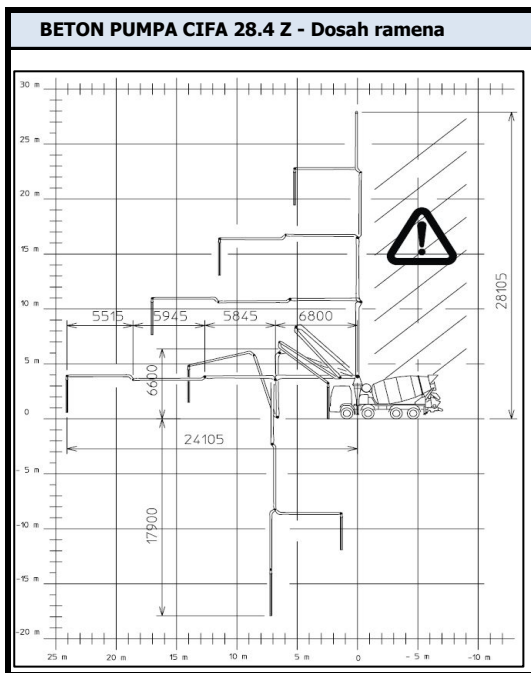 BETON PUMPA CIFA 28.4 Z - Dosah ramena
30 m
25 m
20 m
15 m
10 m
5515 5945 5845 6800
28105
5 m
6600
0
24105
- 5 m
17900
-10 m
-15 m
-20 m
25 m 20 m 15 m 10 m 5 m 0 - 5 m -10 m